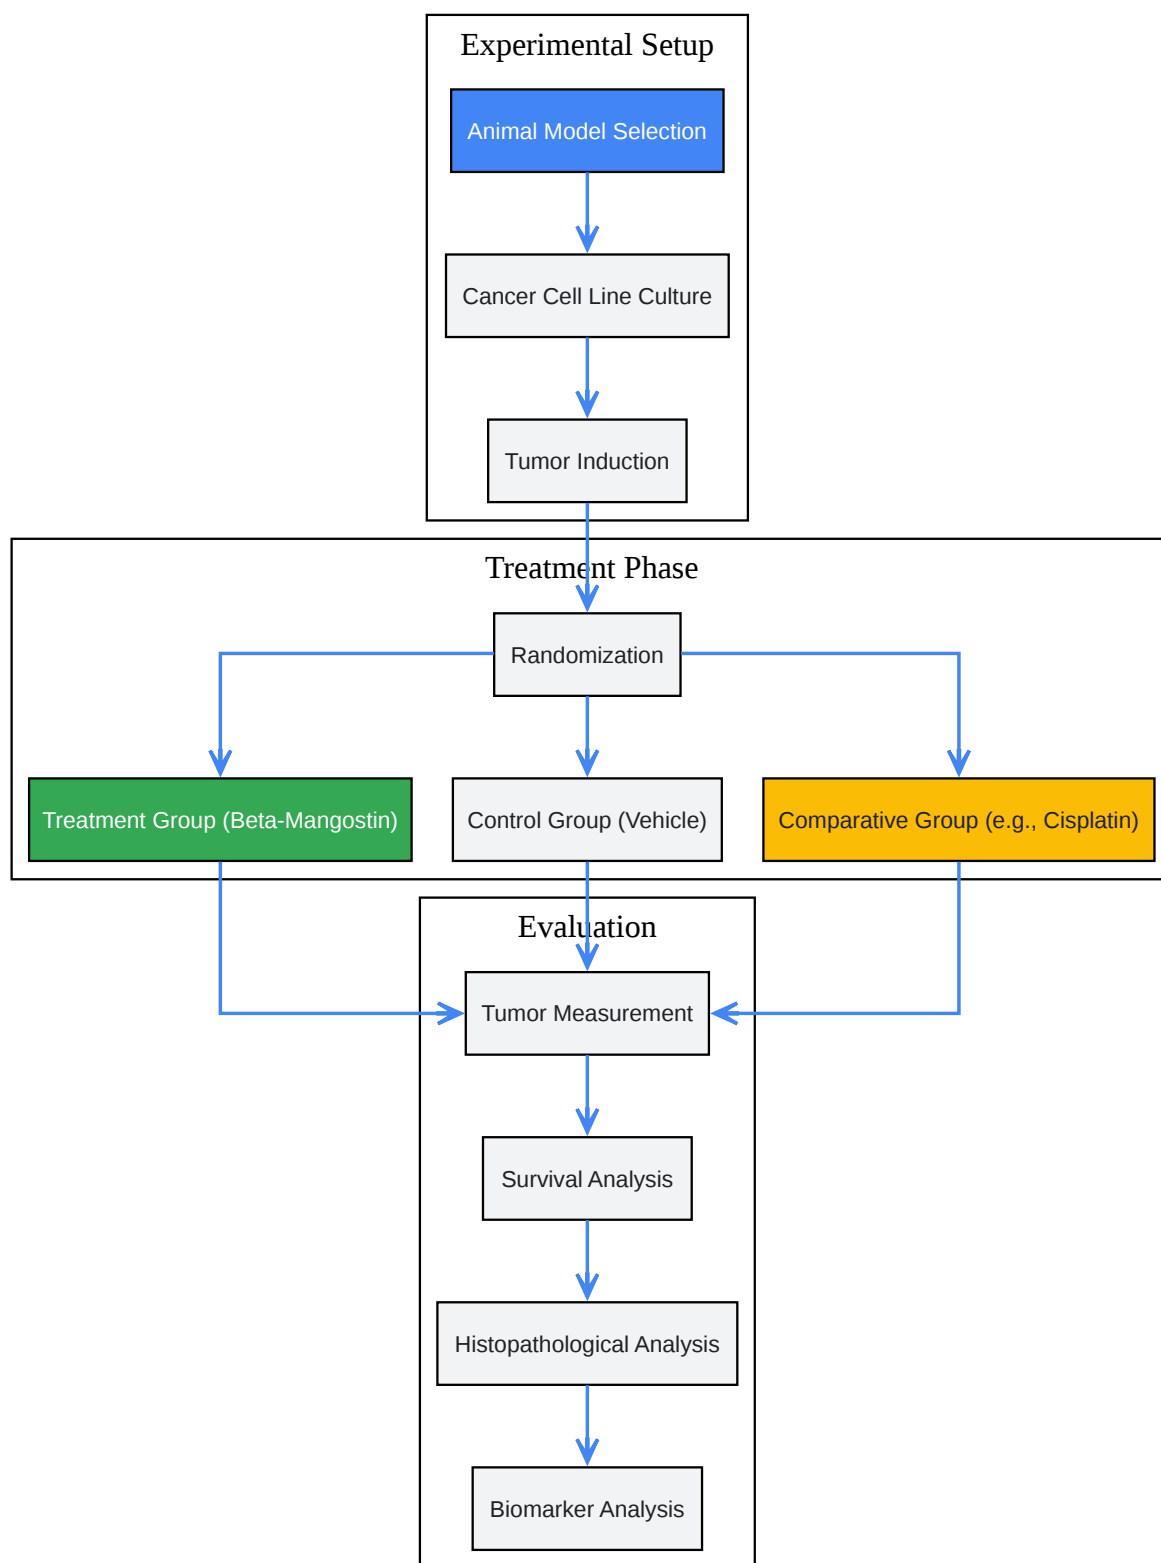 Experimental Setup
Animal Model Selection
Cancer Cell Line Culture
Tumor Induction
Treatment Phase
Randomization
Treatment Group (Beta-Mangostin)
Control Group (Vehicle)
Comparative Group (e.g., Cisplatin)
Evaluation
Tumor Measurement
Survival Analysis
Histopathological Analysis
Biomarker Analysis